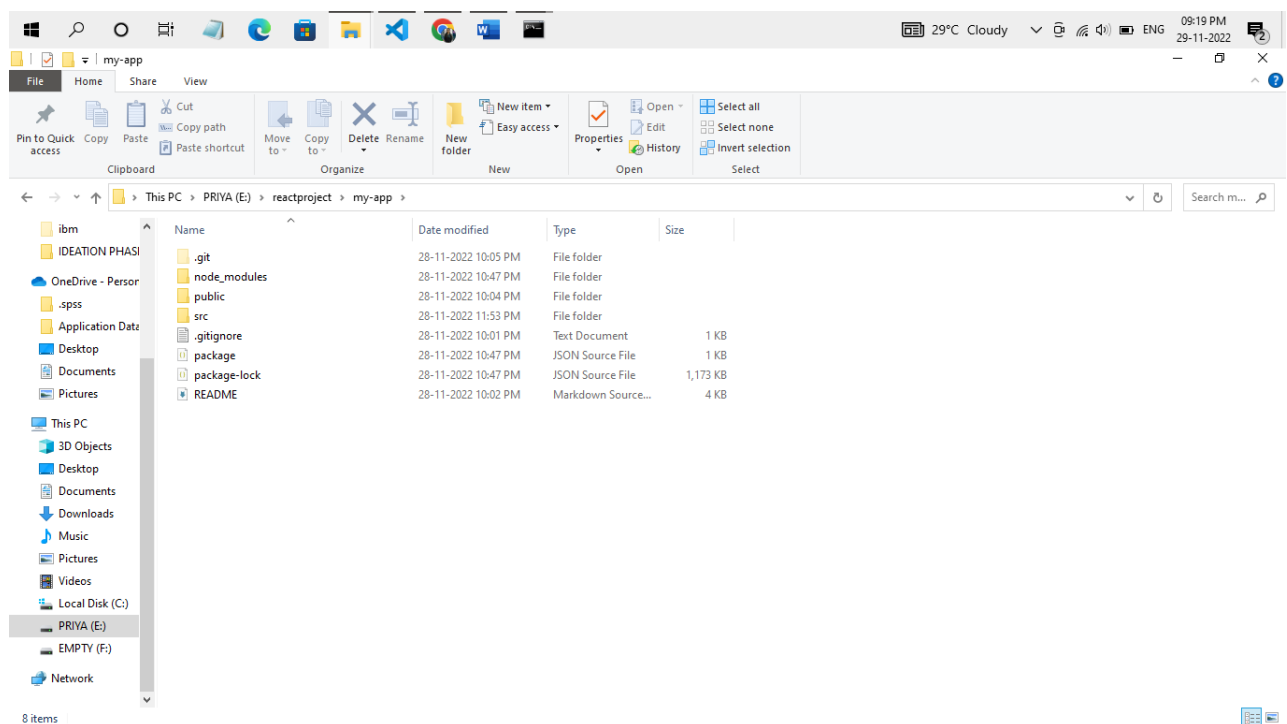 29°C Cloudy ENG 09:19 PM
29-11-2022 2
my-app
File Home Share View
Pin to Quick access Copy Paste Cut
Copy path
Paste shortcut
Move to Copy to Delete Rename
New folder New item
Easy access
Properties Open
Edit
History
Select all
Select none
Invert selection
Clipboard Organize New Open Select
This PC > PRIYA (E:) > reactproject > my-app > Search m...
ibm
IDEATION PHASI
OneDrive - Person
.spss
Application Data
Desktop
Documents
Pictures
This PC
3D Objects
Desktop
Documents
Downloads
Music
Pictures
Videos
Local Disk (C:)
PRIYA (E:)
EMPTY (F:)
Network
Name Date modified Type Size
.git 28-11-2022 10:05 PM File folder
node_modules 28-11-2022 10:47 PM File folder
public 28-11-2022 10:04 PM File folder
src 28-11-2022 11:53 PM File folder
.gitignore 28-11-2022 10:01 PM Text Document 1 KB
package 28-11-2022 10:47 PM JSON Source File 1 KB
package-lock 28-11-2022 10:47 PM JSON Source File 1,173 KB
README 28-11-2022 10:02 PM Markdown Source... 4 KB
8 items